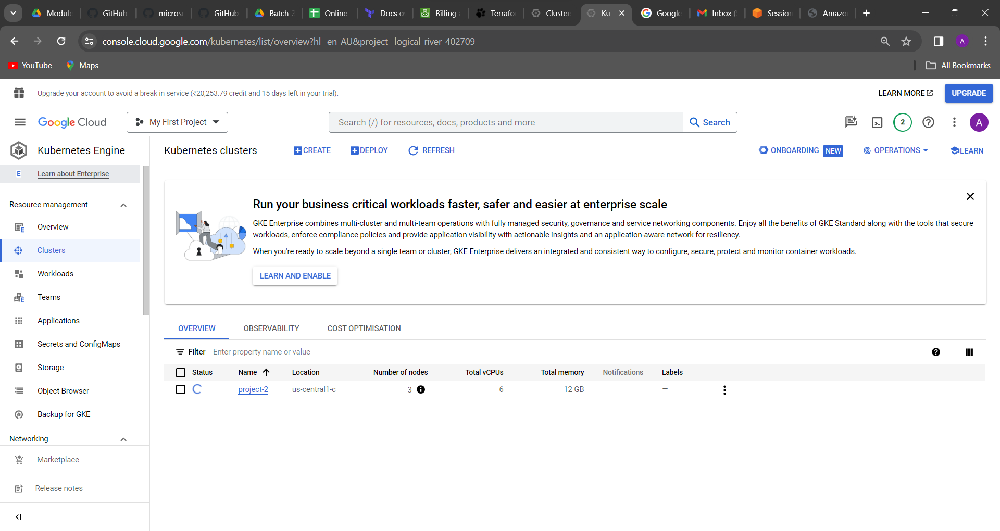 Module
GitHub
micros
GitHub
Batch-3
Online
Docs o
Billing a
Terrafo
Cluster
Ku
Google
Inbox (
Session
Amazo
console.cloud.google.com/kubernetes/list/overview?hl=en-AU&project=logical-river-402709
A
YouTube
Maps
All Bookmarks
Upgrade your account to avoid a break in service (₹20,253.79 credit and 15 days left in your trial).
LEARN MORE
UPGRADE
Google Cloud
My First Project
Search (/) for resources, docs, products and more
Search
2
A
Kubernetes Engine
Kubernetes clusters
CREATE
DEPLOY
REFRESH
ONBOARDING NEW
OPERATIONS
LEARN
E Learn about Enterprise
Resource management
Overview
Clusters
Workloads
Teams
Applications
Secrets and ConfigMaps
Storage
Object Browser
Backup for GKE
Networking
Marketplace
Release notes
Run your business critical workloads faster, safer and easier at enterprise scale
GKE Enterprise combines multi-cluster and multi-team operations with fully managed security, governance and service networking components. Enjoy all the benefits of GKE Standard along with the tools that secure
workloads, enforce compliance policies and provide application visibility with actionable insights and an application-aware network for resiliency.
When you're ready to scale beyond a single team or cluster, GKE Enterprise delivers an integrated and consistent way to configure, secure, protect and monitor container workloads.
LEARN AND ENABLE
OVERVIEW
OBSERVABILITY
COST OPTIMISATION
Filter Enter property name or value
Status Name Location Number of nodes Total vCPUs Total memory Notifications Labels
project-2 us-central1-c 3 6 12 GB —